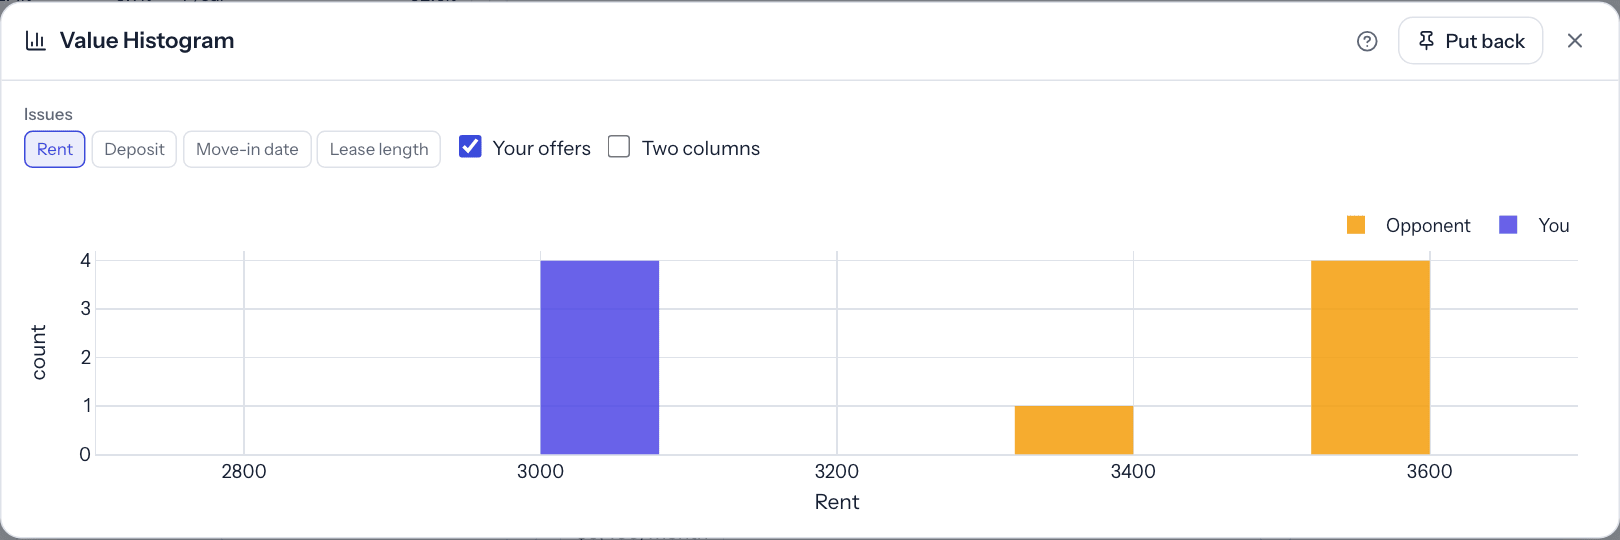 Value Histogram
Put back
Issues
Rent Deposit Move-in date Lease length Your offers Two columns
Opponent You
4
3
2
1
0
count
2800 3000 3200 3400 3600
Rent